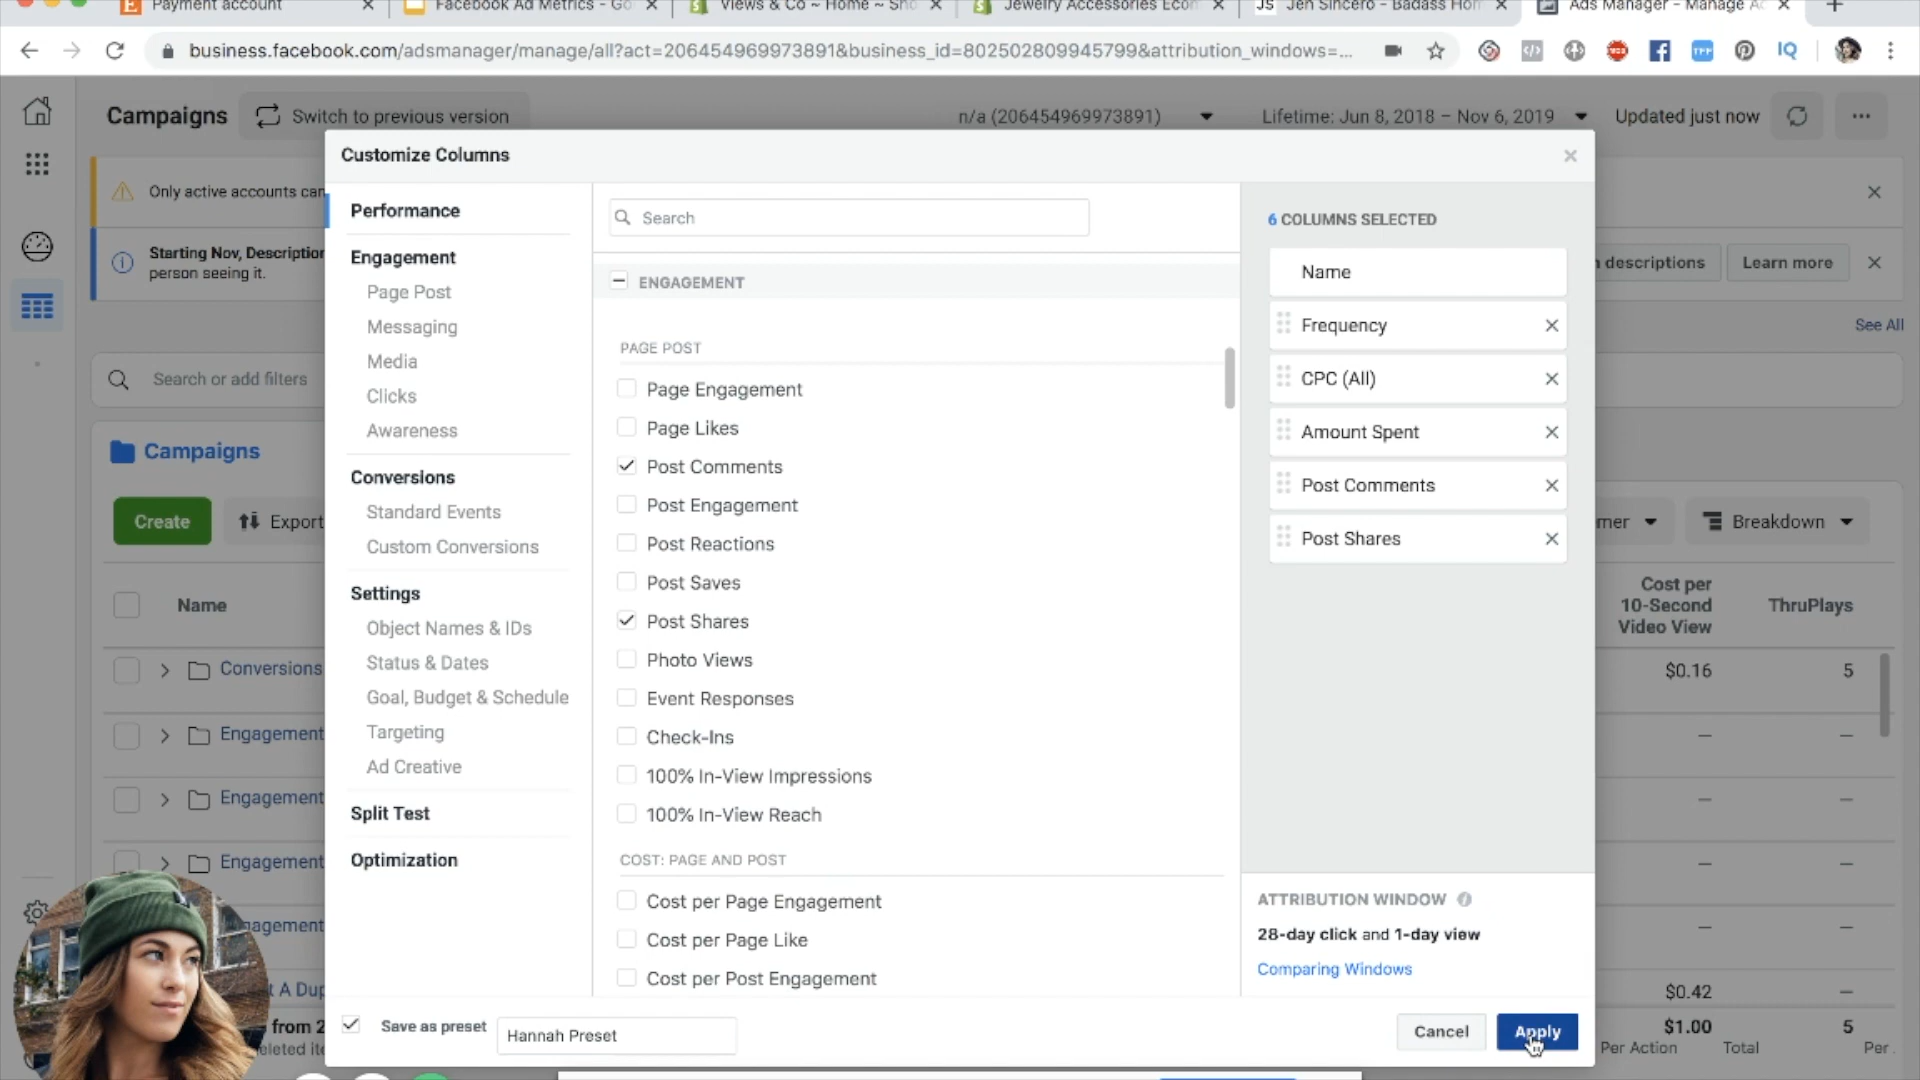 Payment account
Facebook Ad Metrics - Go
Views & Co ~ Home ~ Sho
Jewelry Accessories Ecom
JS Jen Sincero - Badass Hom
Ads Manager - Manage Ad
business.facebook.com/adsmanager/manage/all?act=206454969973891&business_id=802502809945799&attribution_windows=...
Campaigns
Switch to previous version
n/a (206454969973891)
Lifetime: Jun 8, 2018 – Nov 6, 2019
Updated just now
Only active accounts can
Starting Nov, Description
person seeing it.
n descriptions
Learn more
See All
Search or add filters
Campaigns
Create
Export
mer
Breakdown
Name
Cost per
10-Second
Video View
ThruPlays
Conversions
$0.16
5
Engagement
—
—
Engagement
—
—
Engagement
—
—
ngagement
—
—
t A Dup
$0.42
—
from 2
$1.00
5
eleted ite
Per Action
Total
Per
Customize Columns
Performance
Engagement
Page Post
Messaging
Media
Clicks
Awareness
Conversions
Standard Events
Custom Conversions
Settings
Object Names & IDs
Status & Dates
Goal, Budget & Schedule
Targeting
Ad Creative
Split Test
Optimization
Search
ENGAGEMENT
PAGE POST
Page Engagement
Page Likes
Post Comments
Post Engagement
Post Reactions
Post Saves
Post Shares
Photo Views
Event Responses
Check-Ins
100% In-View Impressions
100% In-View Reach
COST: PAGE AND POST
Cost per Page Engagement
Cost per Page Like
Cost per Post Engagement
6 COLUMNS SELECTED
Name
Frequency
CPC (All)
Amount Spent
Post Comments
Post Shares
ATTRIBUTION WINDOW
28-day click and 1-day view
Comparing Windows
Save as preset
Hannah Preset
Cancel
Apply